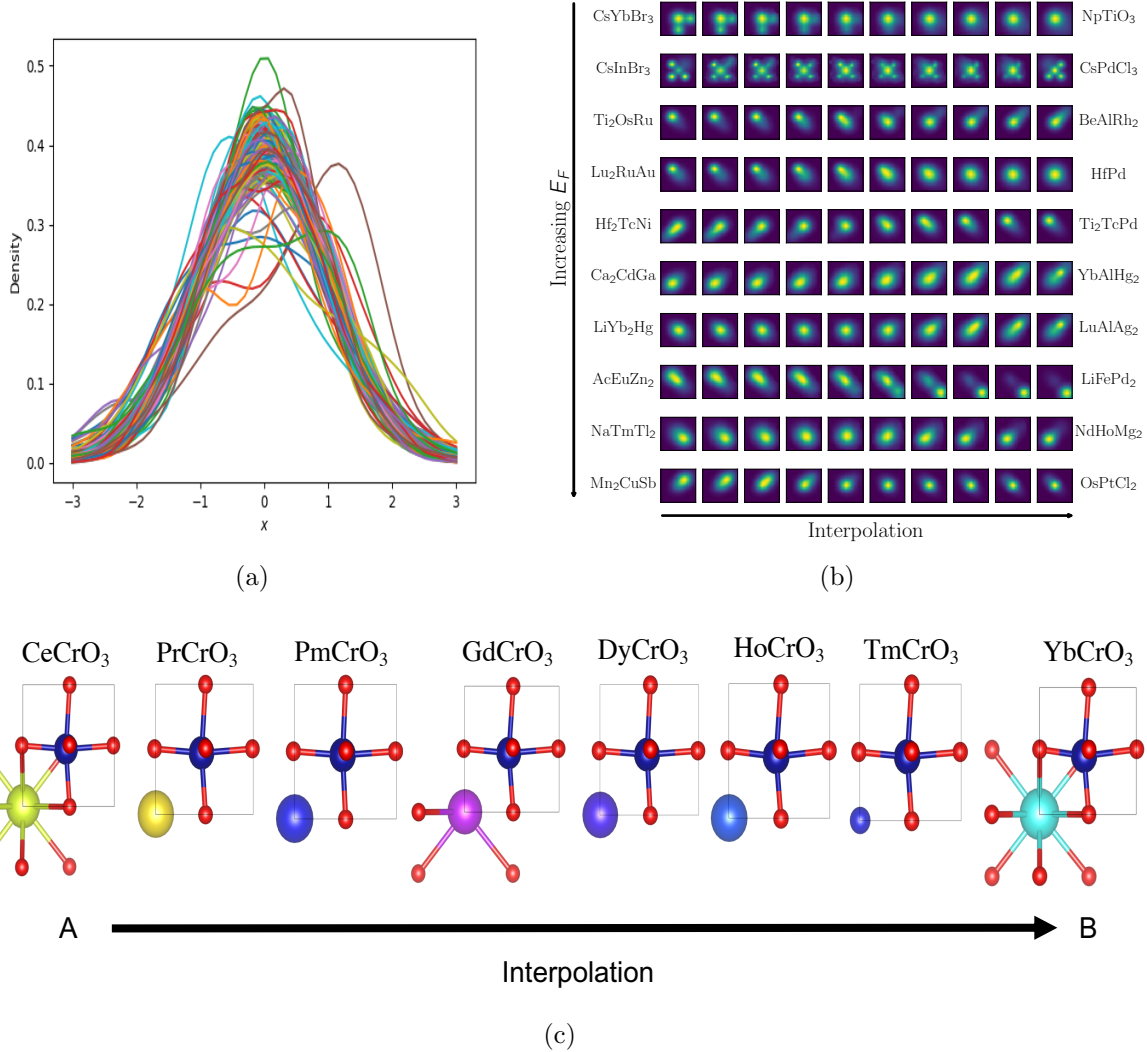 0.5
0.4
0.3
0.2
0.1
0.0
Density
−3 −2 −1 0 1 2 3
x
(a)
Increasing E_F
CsYbBr₃ NpTiO₃
CsInBr₃ CsPdCl₃
Ti₂OsRu BeAlRh₂
Lu₂RuAu HfPd
Hf₂TcNi Ti₂TcPd
Ca₂CdGa YbAlHg₂
LiYb₂Hg LuAlAg₂
AcEuZn₂ LiFePd₂
NaTmTl₂ NdHoMg₂
Mn₂CuSb OsPtCl₂
Interpolation
(b)
CeCrO₃ PrCrO₃ PmCrO₃ GdCrO₃ DyCrO₃ HoCrO₃ TmCrO₃ YbCrO₃
A B
Interpolation
(c)